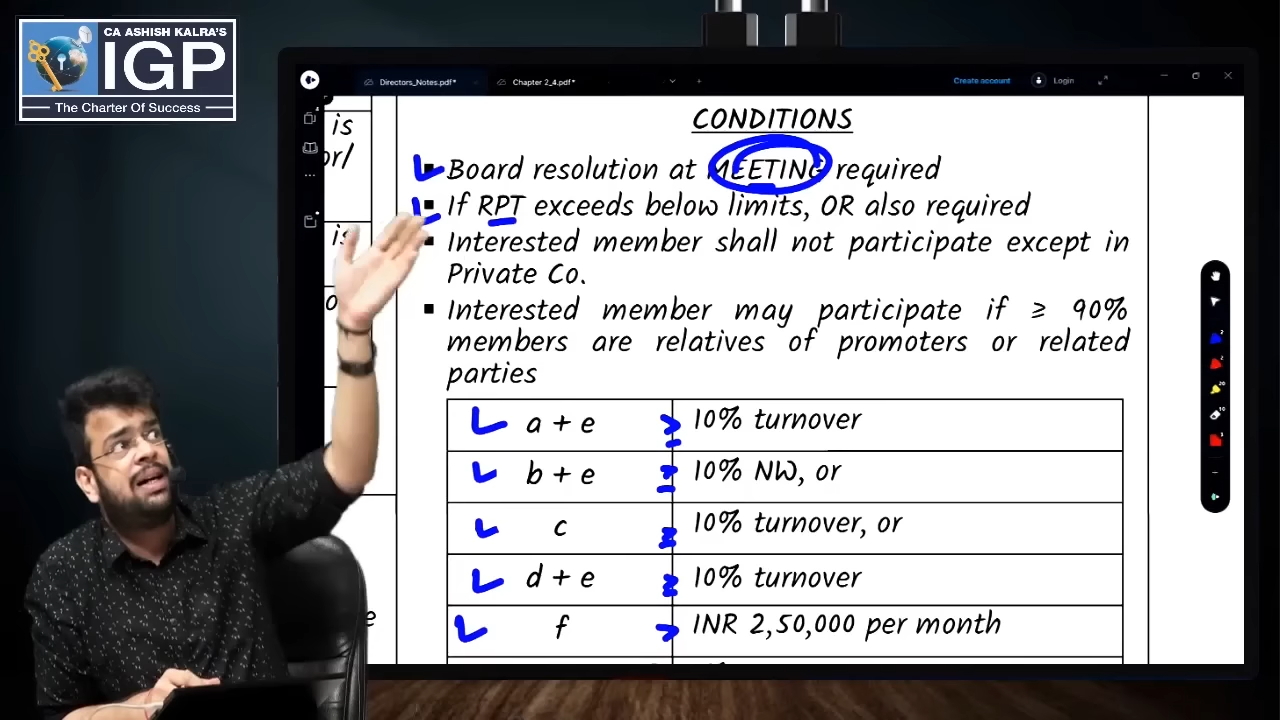 CA ASHISH KALRA'S
IGP
The Charter Of Success
Directors_Notes.pdf*
Chapter 2_4.pdf*
Create account
Login
is
or/
is
e
CONDITIONS
▪ Board resolution at MEETING required
▪ If RPT exceeds below limits, OR also required
▪ Interested member shall not participate except in
Private Co.
▪ Interested member may participate if ≥ 90%
members are relatives of promoters or related
parties
a + e ≥ 10% turnover
b + e ≥ 10% NW, or
c ≥ 10% turnover, or
d + e ≥ 10% turnover
f > INR 2,50,000 per month